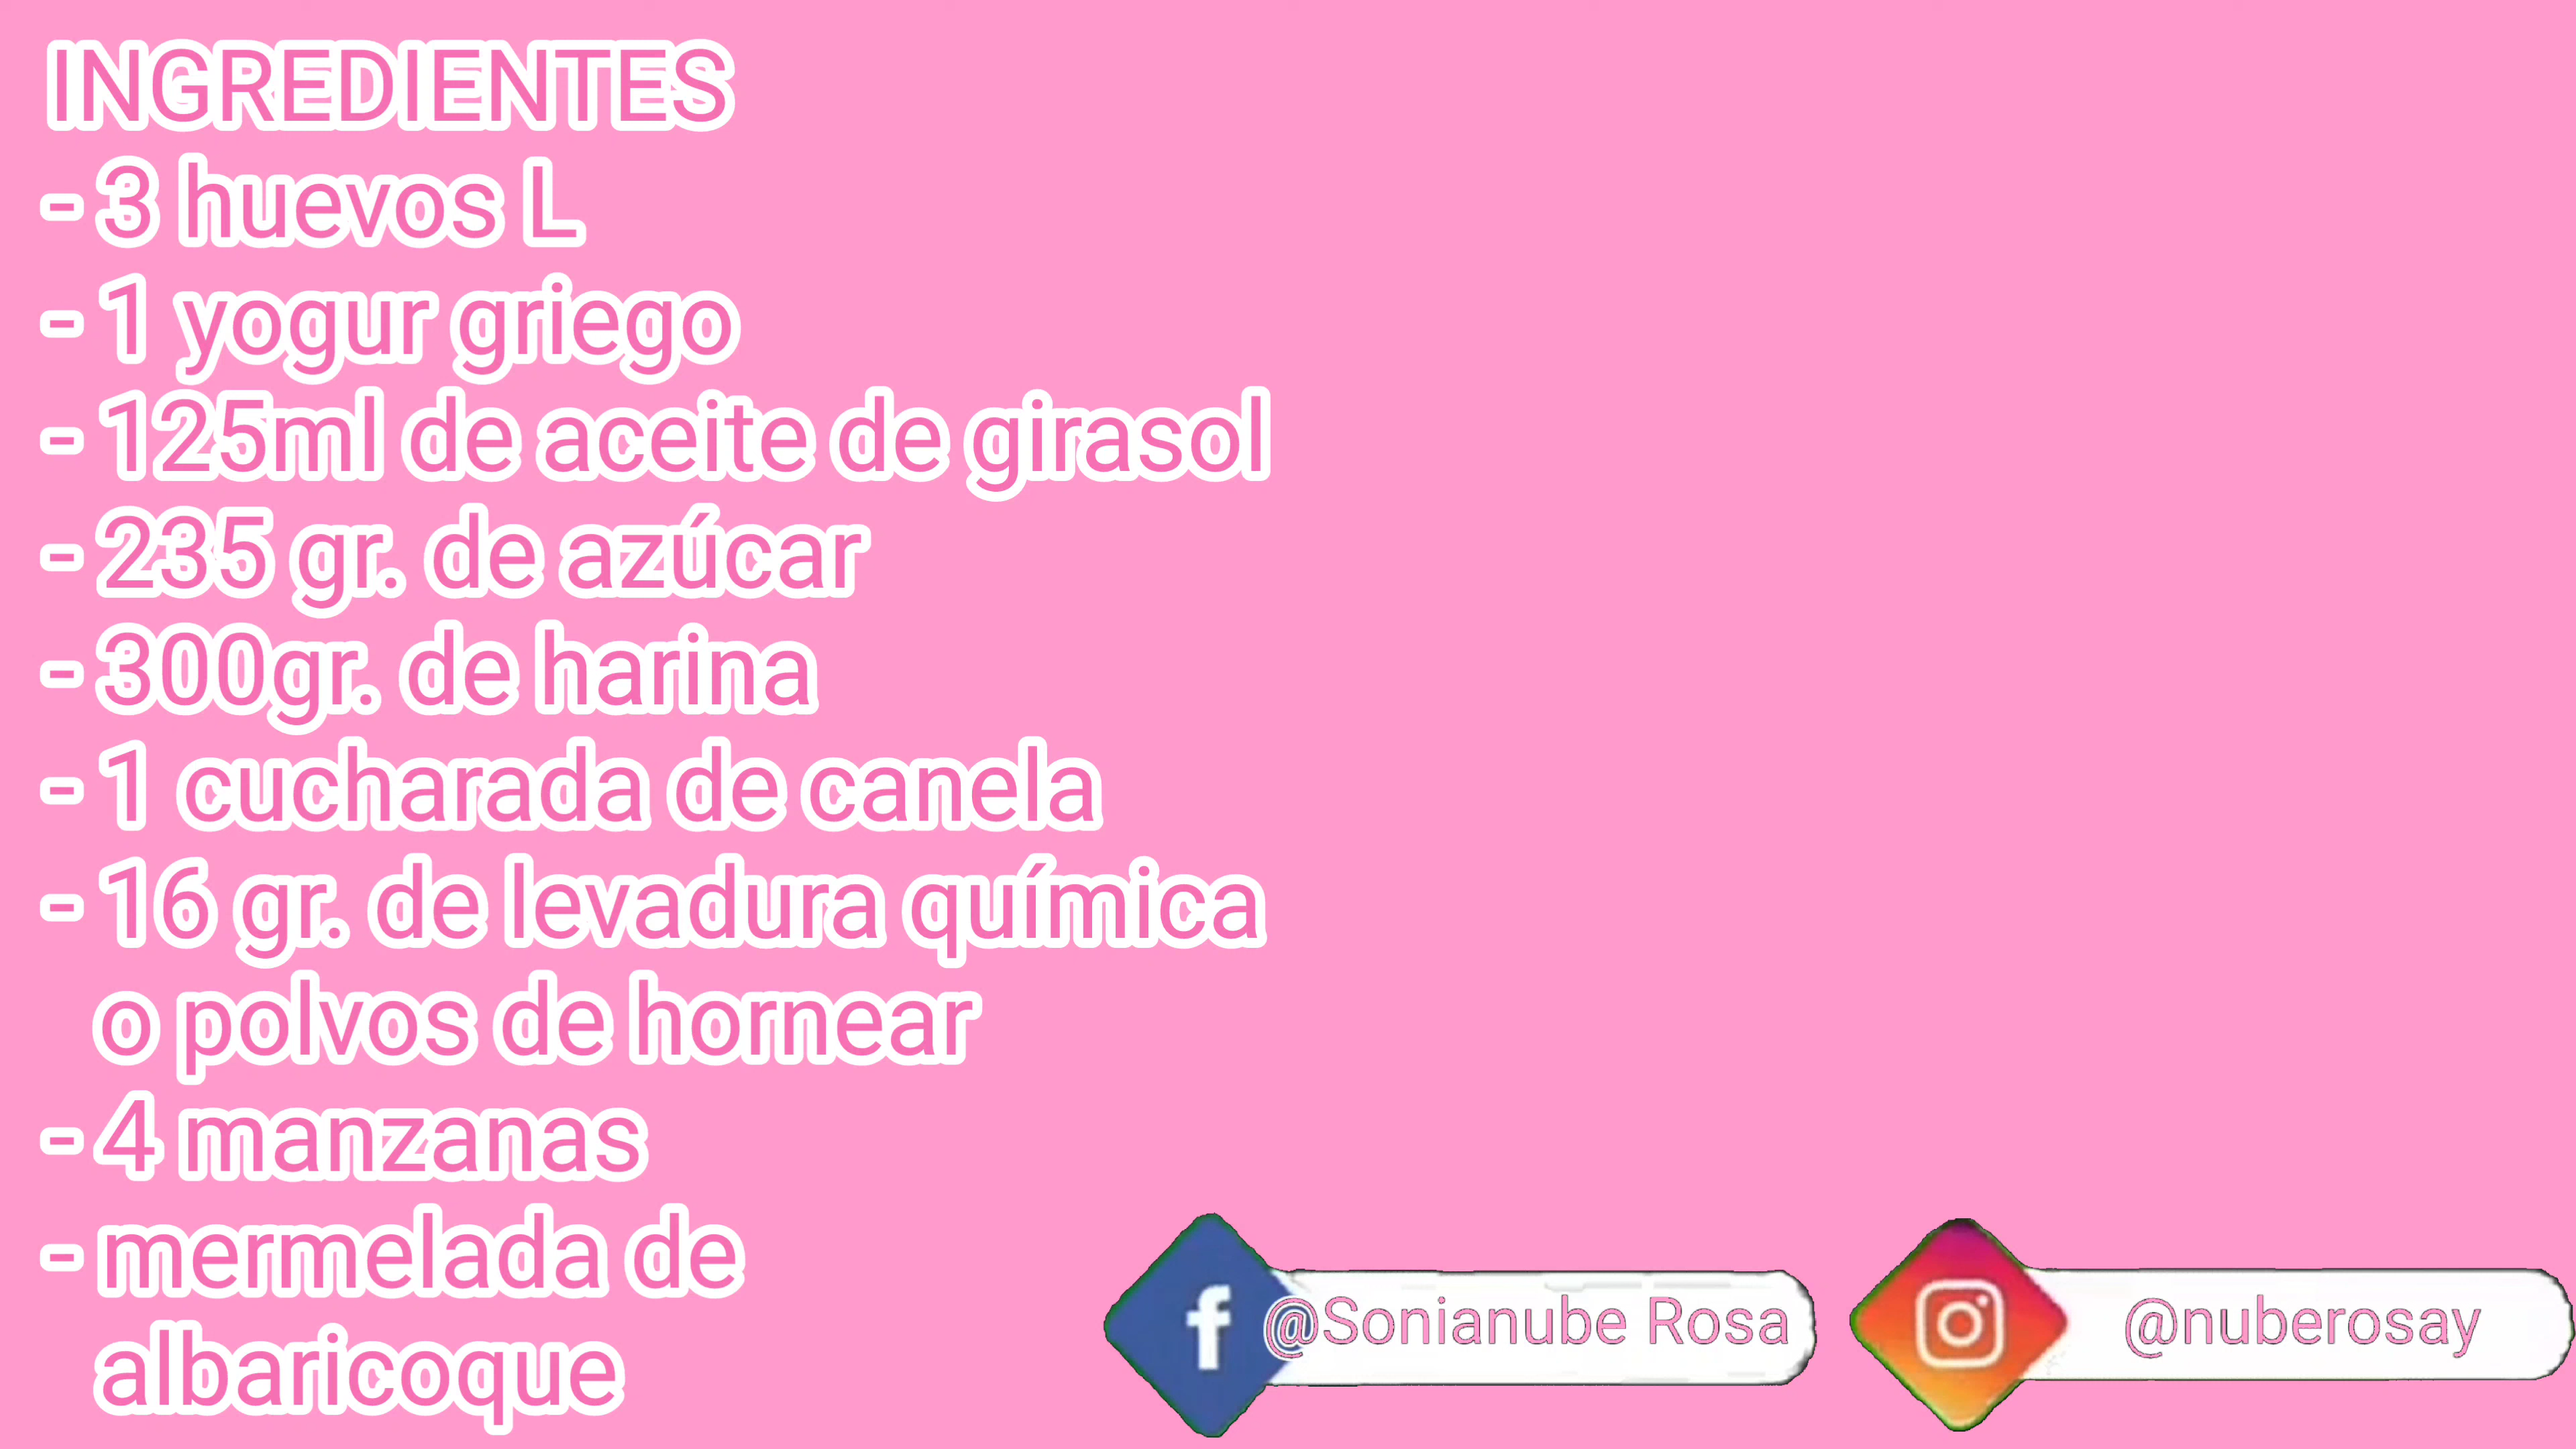 INGREDIENTES
- 3 huevos L
- 1 yogur griego
- 125ml de aceite de girasol
- 235 gr. de azúcar
- 300gr. de harina
- 1 cucharada de canela
- 16 gr. de levadura química
o polvos de hornear
- 4 manzanas
- mermelada de
albaricoque
@Sonianube Rosa
@nuberosay